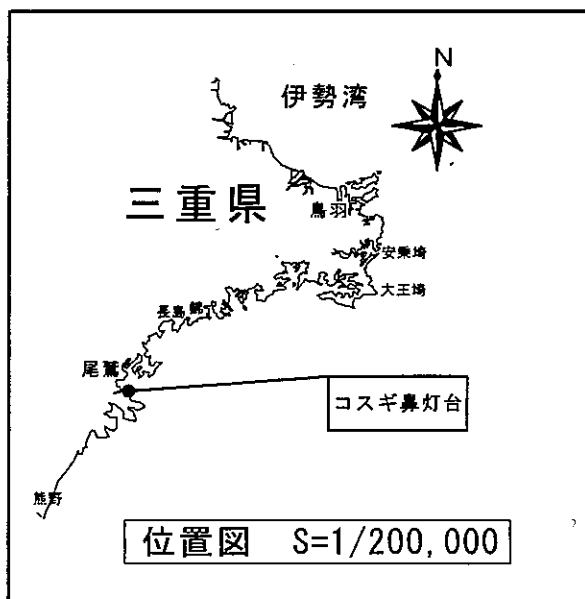 N
伊勢湾
三重県
鳥羽
安乗埼
大王埼
長島 錦
尾鷲
コスギ鼻灯台
熊野
位置図 S=1/200,000